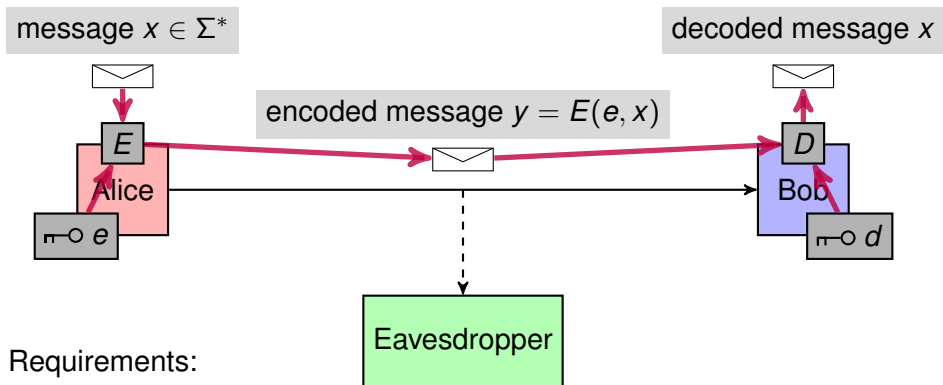 message x ∈ Σ*
decoded message x
encoded message y = E(e, x)
E
D
Alice
Bob
e
d
Eavesdropper
Requirements: